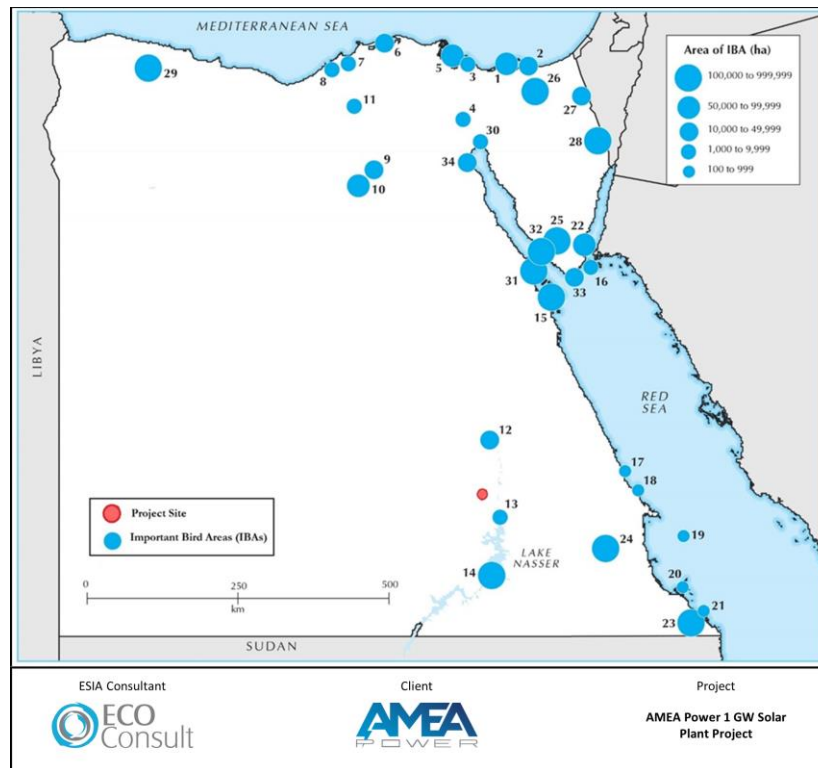 MEDITERRANEAN SEA
Area of IBA (ha)
100,000 to 999,999
50,000 to 99,999
10,000 to 49,999
1,000 to 9,999
100 to 999
29
8
7
6
5
3
1
2
26
27
11
4
30
28
9
10
34
32
25
22
31
33
16
15
LIBYA
RED
SEA
12
17
18
Project Site
Important Bird Areas (IBAs)
13
19
24
LAKE
NASSER
14
20
21
23
0
250
500
km
SUDAN
ESIA Consultant
Client
Project
ECO
Consult
AMEA
POWER
AMEA Power 1 GW Solar
Plant Project